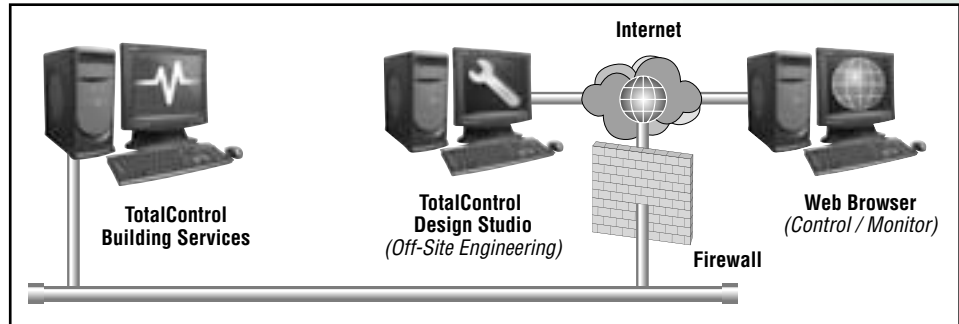 Internet
TotalControl
Building Services
TotalControl
Design Studio
(Off-Site Engineering)
Web Browser
(Control / Monitor)
Firewall